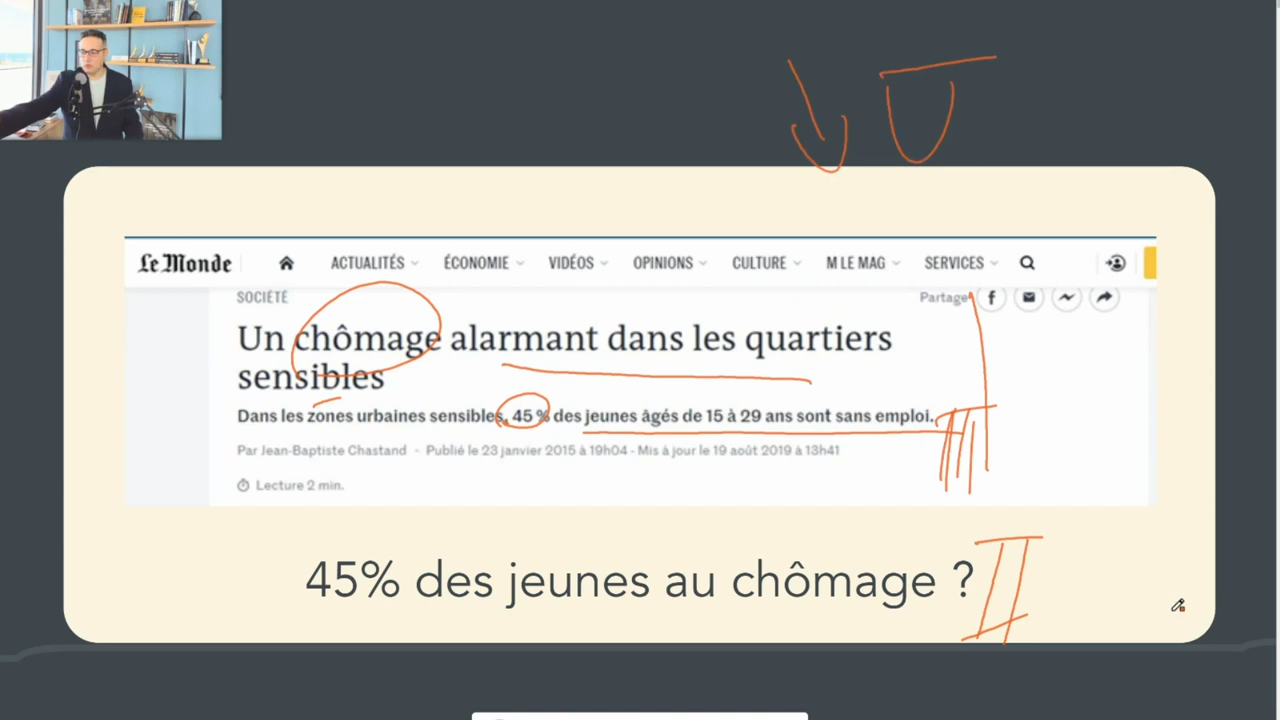 Le Monde ACTUALITÉS ÉCONOMIE VIDÉOS OPINIONS CULTURE M LE MAG SERVICES
SOCIÉTÉ Partage
Un chômage alarmant dans les quartiers
sensibles
Dans les zones urbaines sensibles, 45 % des jeunes âgés de 15 à 29 ans sont sans emploi.
Par Jean-Baptiste Chastand - Publié le 23 janvier 2015 à 19h04 - Mis à jour le 19 août 2019 à 13h41
Lecture 2 min.
45% des jeunes au chômage ?